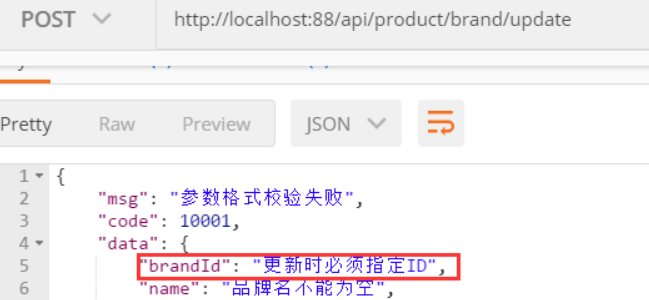 POST http://localhost:88/api/product/brand/update
Pretty Raw Preview JSON
1 {
2 "msg": "参数格式校验失败",
3 "code": 10001,
4 "data": {
5 "brandId": "更新时必须指定ID",
6 "name": "品牌名不能为空",